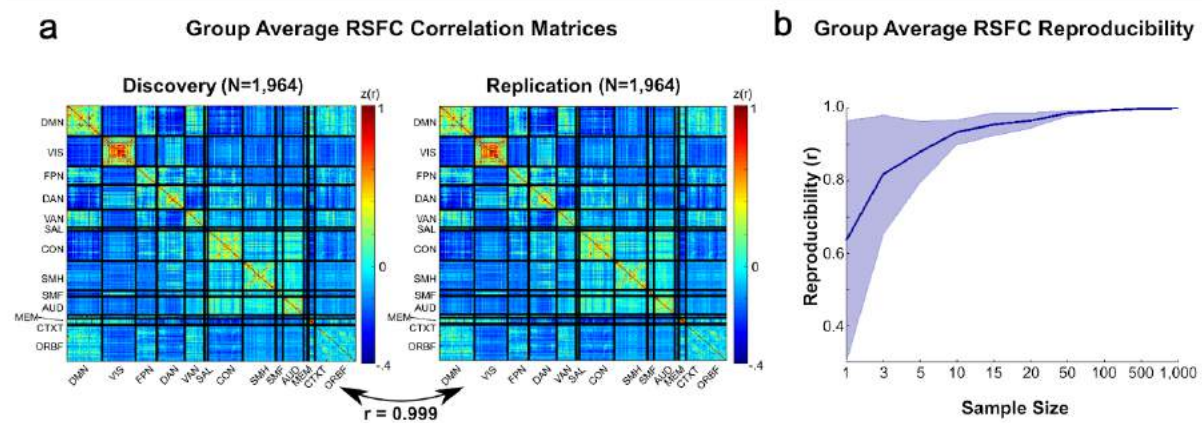 a
Group Average RSFC Correlation Matrices
Discovery (N=1,964)
z(r)
1
0
-.4
DMN
VIS
FPN
DAN
VAN
SAL
CON
SMH
SMF
AUD
MEM
CTXT
ORBF
DMN
VIS
FPN
DAN
VAN
SAL
CON
SMH
SMF
AUD
MEM
CTXT
ORBF
Replication (N=1,964)
z(r)
1
0
-.4
DMN
VIS
FPN
DAN
VAN
SAL
CON
SMH
SMF
AUD
MEM
CTXT
ORBF
DMN
VIS
FPN
DAN
VAN
SAL
CON
SMH
SMF
AUD
MEM
CTXT
ORBF
r = 0.999
b
Group Average RSFC Reproducibility
Reproducibility (r)
1.0
0.8
0.6
0.4
1 3 5 10 15 20 50 100 500 1,000
Sample Size